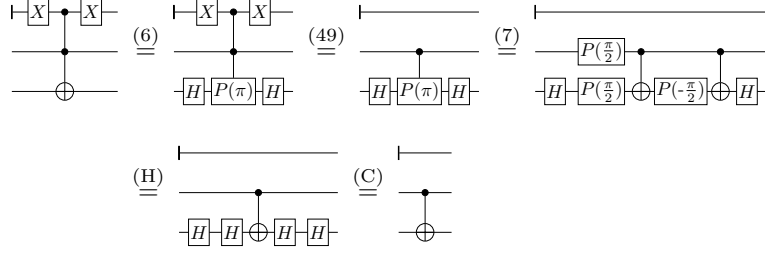 X X (6) = X X (49) = (7) =
P(π/2)
H P(π) H H P(π) H H P(π/2) P(-π/2) H
(H) = (C) =
H H H H